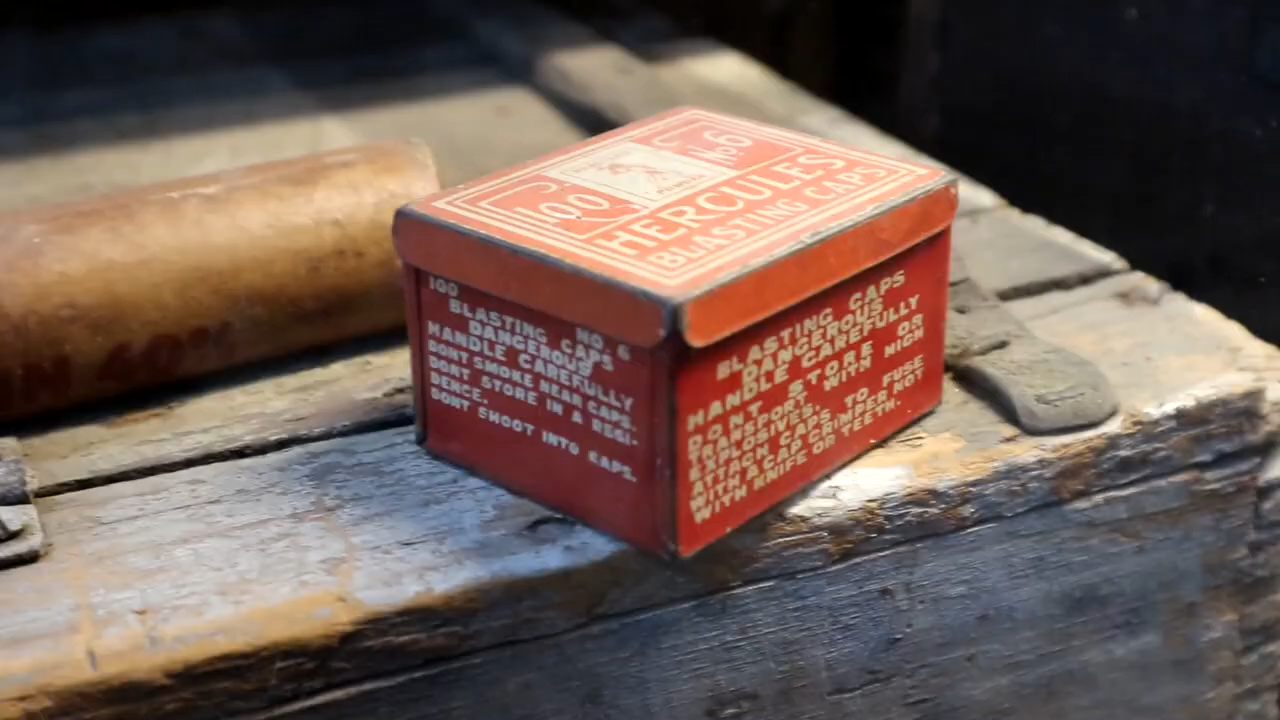 100
No 6
HERCULES
BLASTING CAPS
100
BLASTING NO. 6
DANGEROUS CAPS
HANDLE CAREFULLY
DONT SMOKE NEAR CAPS.
DONT STORE IN A RESI-
DENCE.
DONT SHOOT INTO CAPS.
BLASTING CAPS
DANGEROUS
HANDLE CAREFULLY
DONT STORE OR
TRANSPORT WITH HIGH
EXPLOSIVES.
ATTACH CAPS TO FUSE
WITH A CAP CRIMPER NOT
WITH KNIFE OR TEETH.